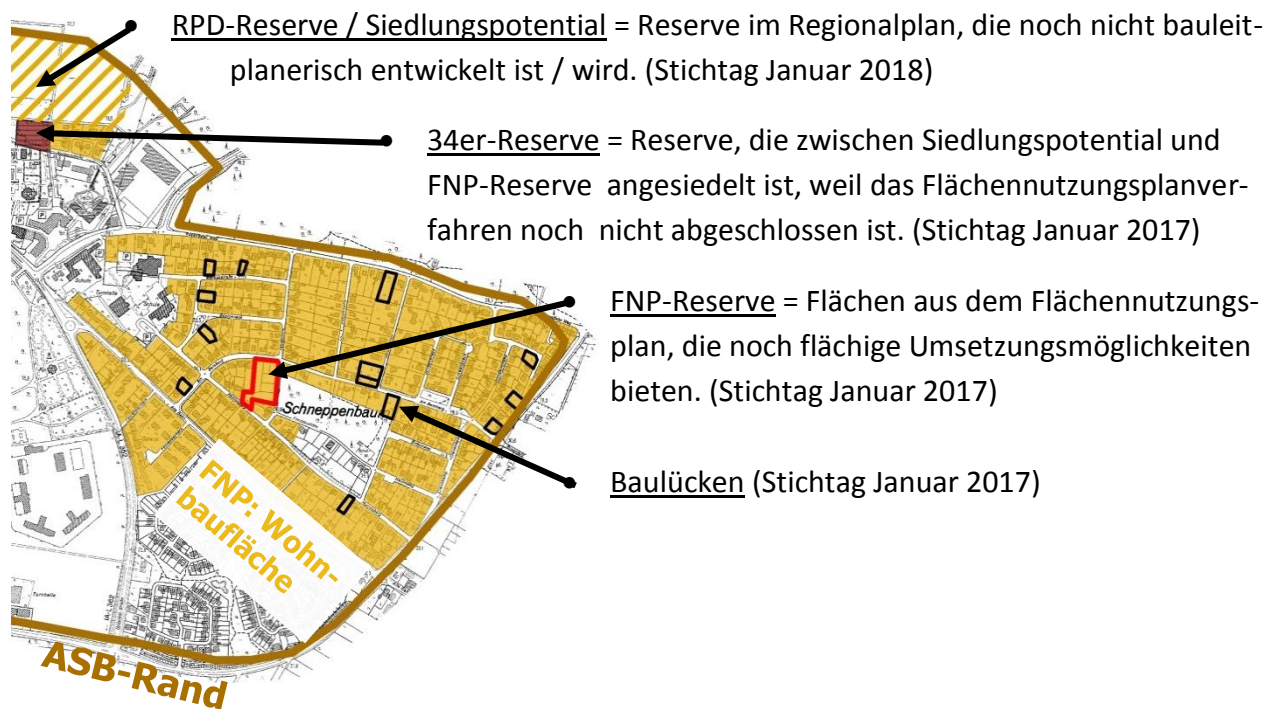 RPD-Reserve / Siedlungspotential = Reserve im Regionalplan, die noch nicht bauleit-
planerisch entwickelt ist / wird. (Stichtag Januar 2018)
34er-Reserve = Reserve, die zwischen Siedlungspotential und
FNP-Reserve angesiedelt ist, weil das Flächennutzungsplanver-
fahren noch nicht abgeschlossen ist. (Stichtag Januar 2017)
FNP-Reserve = Flächen aus dem Flächennutzungs-
plan, die noch flächige Umsetzungsmöglichkeiten
bieten. (Stichtag Januar 2017)
Schneppenbaum
Baulücken (Stichtag Januar 2017)
FNP: Wohn-
baufläche
Turnhalle
ASB-Rand